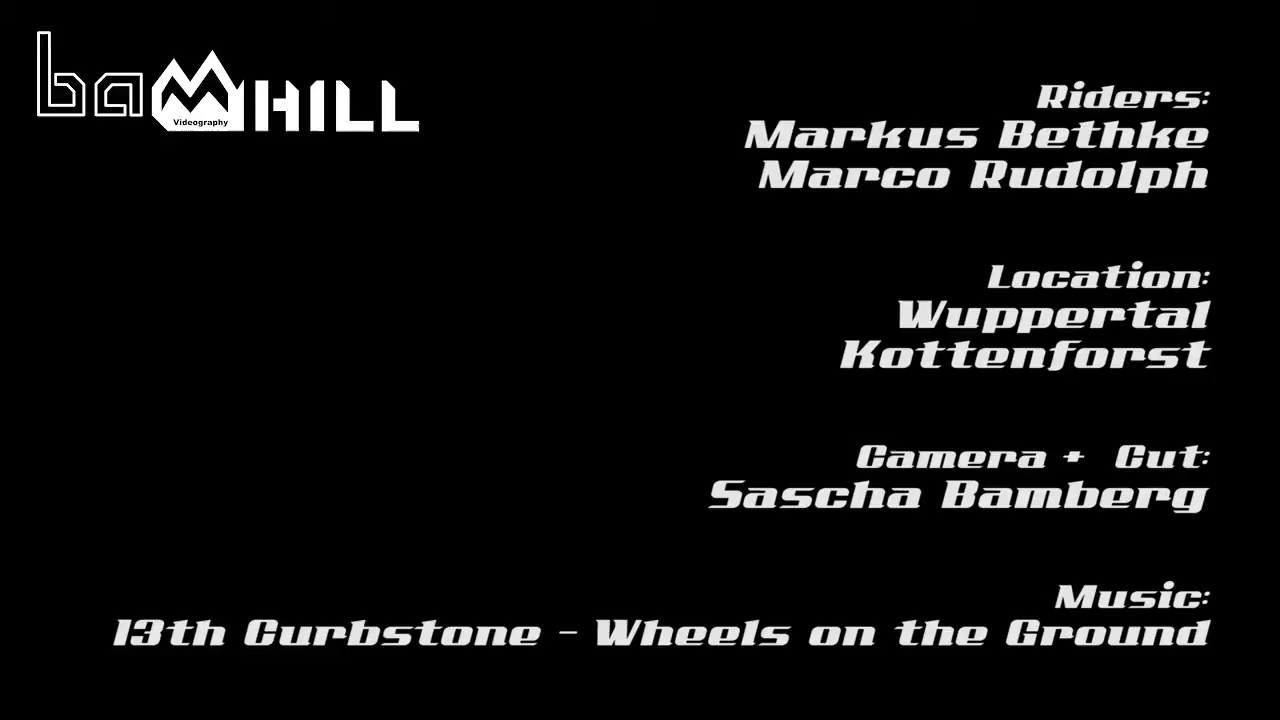 baMHILL
Videography
Riders:
Markus Bethke
Marco Rudolph
Location:
Wuppertal
Kottenforst
Camera + Cut:
Sascha Bamberg
Music:
13th Curbstone - Wheels on the Ground